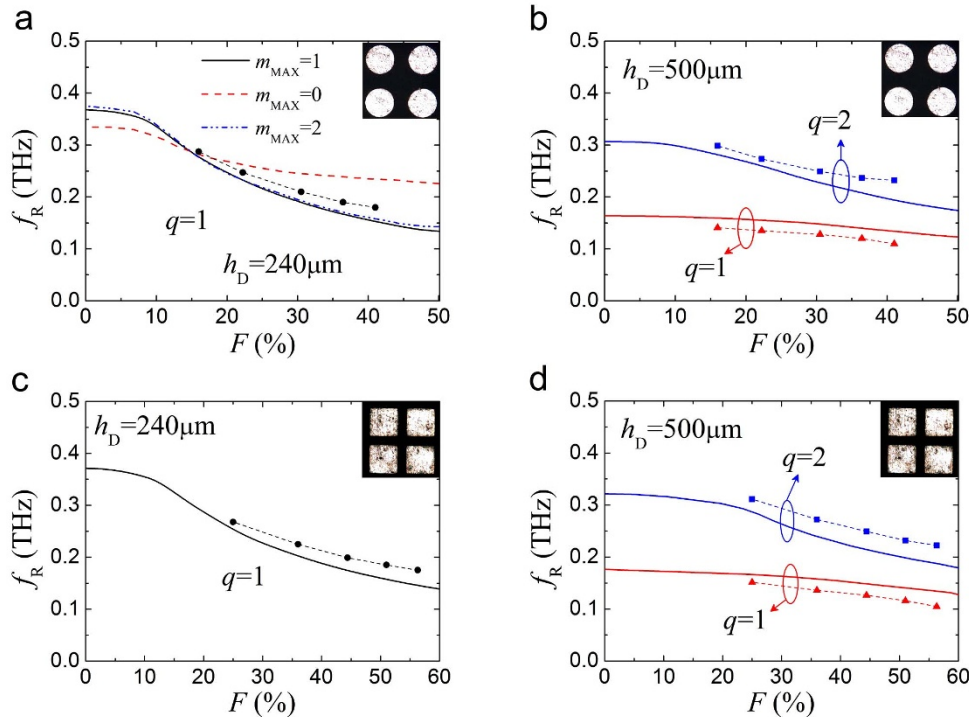 a
0.5
0.4
0.3
0.2
0.1
0.0
f_R (THz)
m_MAX=1
m_MAX=0
m_MAX=2
q=1
h_D=240μm
0 10 20 30 40 50
F (%)
b
0.5
0.4
0.3
0.2
0.1
0.0
f_R (THz)
h_D=500μm
q=2
q=1
0 10 20 30 40 50
F (%)
c
0.5
0.4
0.3
0.2
0.1
0.0
f_R (THz)
h_D=240μm
q=1
0 10 20 30 40 50 60
F (%)
d
0.5
0.4
0.3
0.2
0.1
0.0
f_R (THz)
h_D=500μm
q=2
q=1
0 10 20 30 40 50 60
F (%)